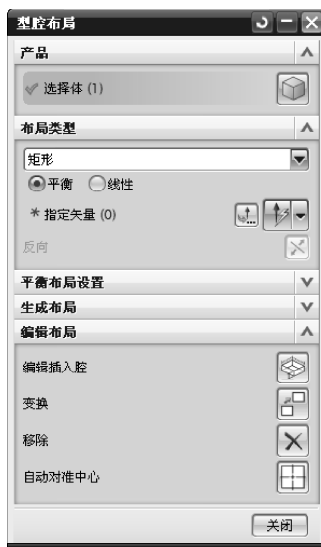 型腔布局
产品
选择体 (1)
布局类型
矩形
平衡 线性
* 指定矢量 (0)
反向
平衡布局设置
生成布局
编辑布局
编辑插入腔
变换
移除
自动对准中心
关闭